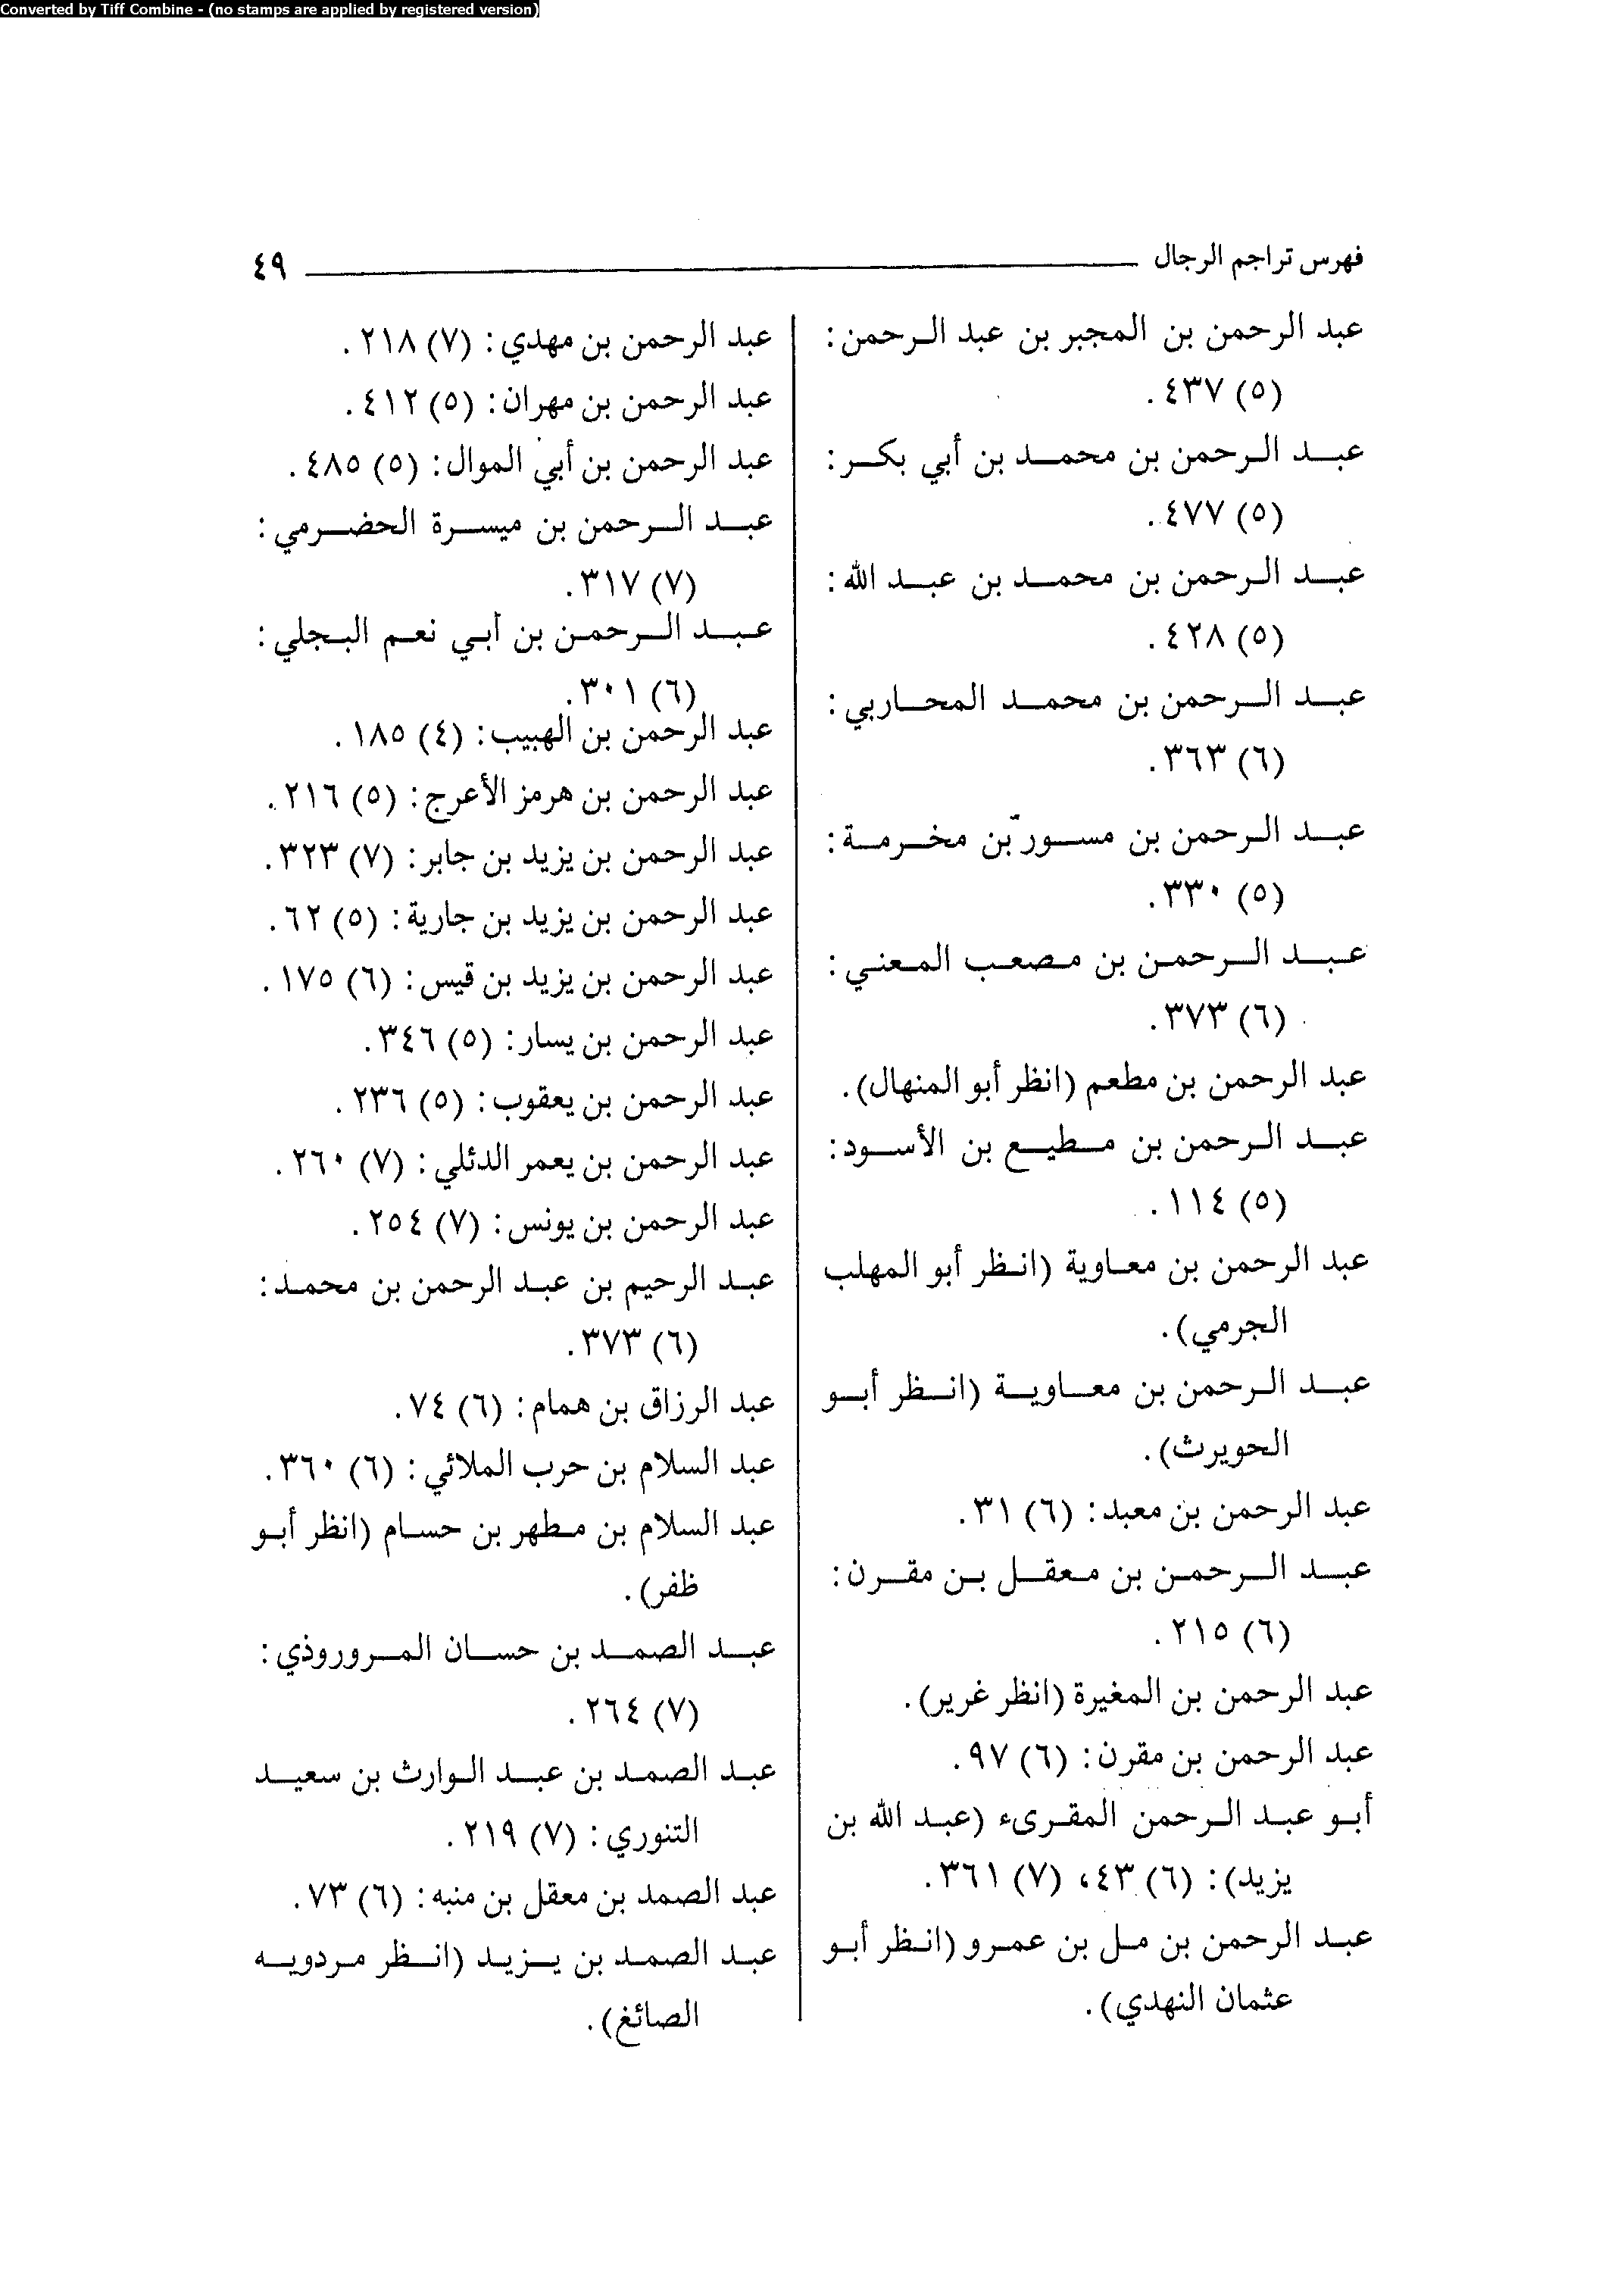 Converted by Tiff Combine - (no stamps are applied by registered version)
فهرس تراجم الرجال ٤٩
عبد الرحمن بن المجبر بن عبد الرحمن:
(٥) ٤٣٧.
عبد الرحمن بن محمد بن أبي بكر:
(٥) ٤٧٧.
عبد الرحمن بن محمد بن عبد الله:
(٥) ٤٢٨.
عبد الرحمن بن محمد المحاربي:
(٦) ٣٦٣.
عبد الرحمن بن مسور بن مخرمة:
(٥) ٣٣٠.
عبد الرحمن بن مصعب المعني:
(٦) ٣٧٣.
عبد الرحمن بن مطعم (انظر أبو المنهال).
عبد الرحمن بن مطيع بن الأسود:
(٥) ١١٤.
عبد الرحمن بن معاوية (انظر أبو المهلب
الجرمي).
عبد الرحمن بن معاوية (انظر أبو
الحويرث).
عبد الرحمن بن معبد: (٦) ٣١.
عبد الرحمن بن معقل بن مقرن:
(٦) ٢١٥.
عبد الرحمن بن المغيرة (انظر غرير).
عبد الرحمن بن مقرن: (٦) ٩٧.
أبو عبد الرحمن المقرىء (عبد الله بن
يزيد): (٦) ٤٣، (٧) ٣٦١.
عبد الرحمن بن مل بن عمرو (انظر أبو
عثمان النهدي).
عبد الرحمن بن مهدي: (٧) ٢١٨.
عبد الرحمن بن مهران: (٥) ٤١٢.
عبد الرحمن بن أبي الموال: (٥) ٤٨٥.
عبد الرحمن بن ميسرة الحضرمي:
(٧) ٣١٧.
عبد الرحمن بن أبي نعم البجلي:
(٦) ٣٠١.
عبد الرحمن بن الهبيب: (٤) ١٨٥.
عبد الرحمن بن هرمز الأعرج: (٥) ٢١٦.
عبد الرحمن بن يزيد بن جابر: (٧) ٣٢٣.
عبد الرحمن بن يزيد بن جارية: (٥) ٦٢.
عبد الرحمن بن يزيد بن قيس: (٦) ١٧٥.
عبد الرحمن بن يسار: (٥) ٣٤٦.
عبد الرحمن بن يعقوب: (٥) ٢٣٦.
عبد الرحمن بن يعمر الدئلي: (٧) ٢٦٠.
عبد الرحمن بن يونس: (٧) ٢٥٤.
عبد الرحيم بن عبد الرحمن بن محمد:
(٦) ٣٧٣.
عبد الرزاق بن همام: (٦) ٧٤.
عبد السلام بن حرب الملائي: (٦) ٣٦٠.
عبد السلام بن مطهر بن حسام (انظر أبو
ظفر).
عبد الصمد بن حسان المروروذي:
(٧) ٢٦٤.
عبد الصمد بن عبد الوارث بن سعيد
التنوري: (٧) ٢١٩.
عبد الصمد بن معقل بن منبه: (٦) ٧٣.
عبد الصمد بن يزيد (انظر مردويه
الصائغ).